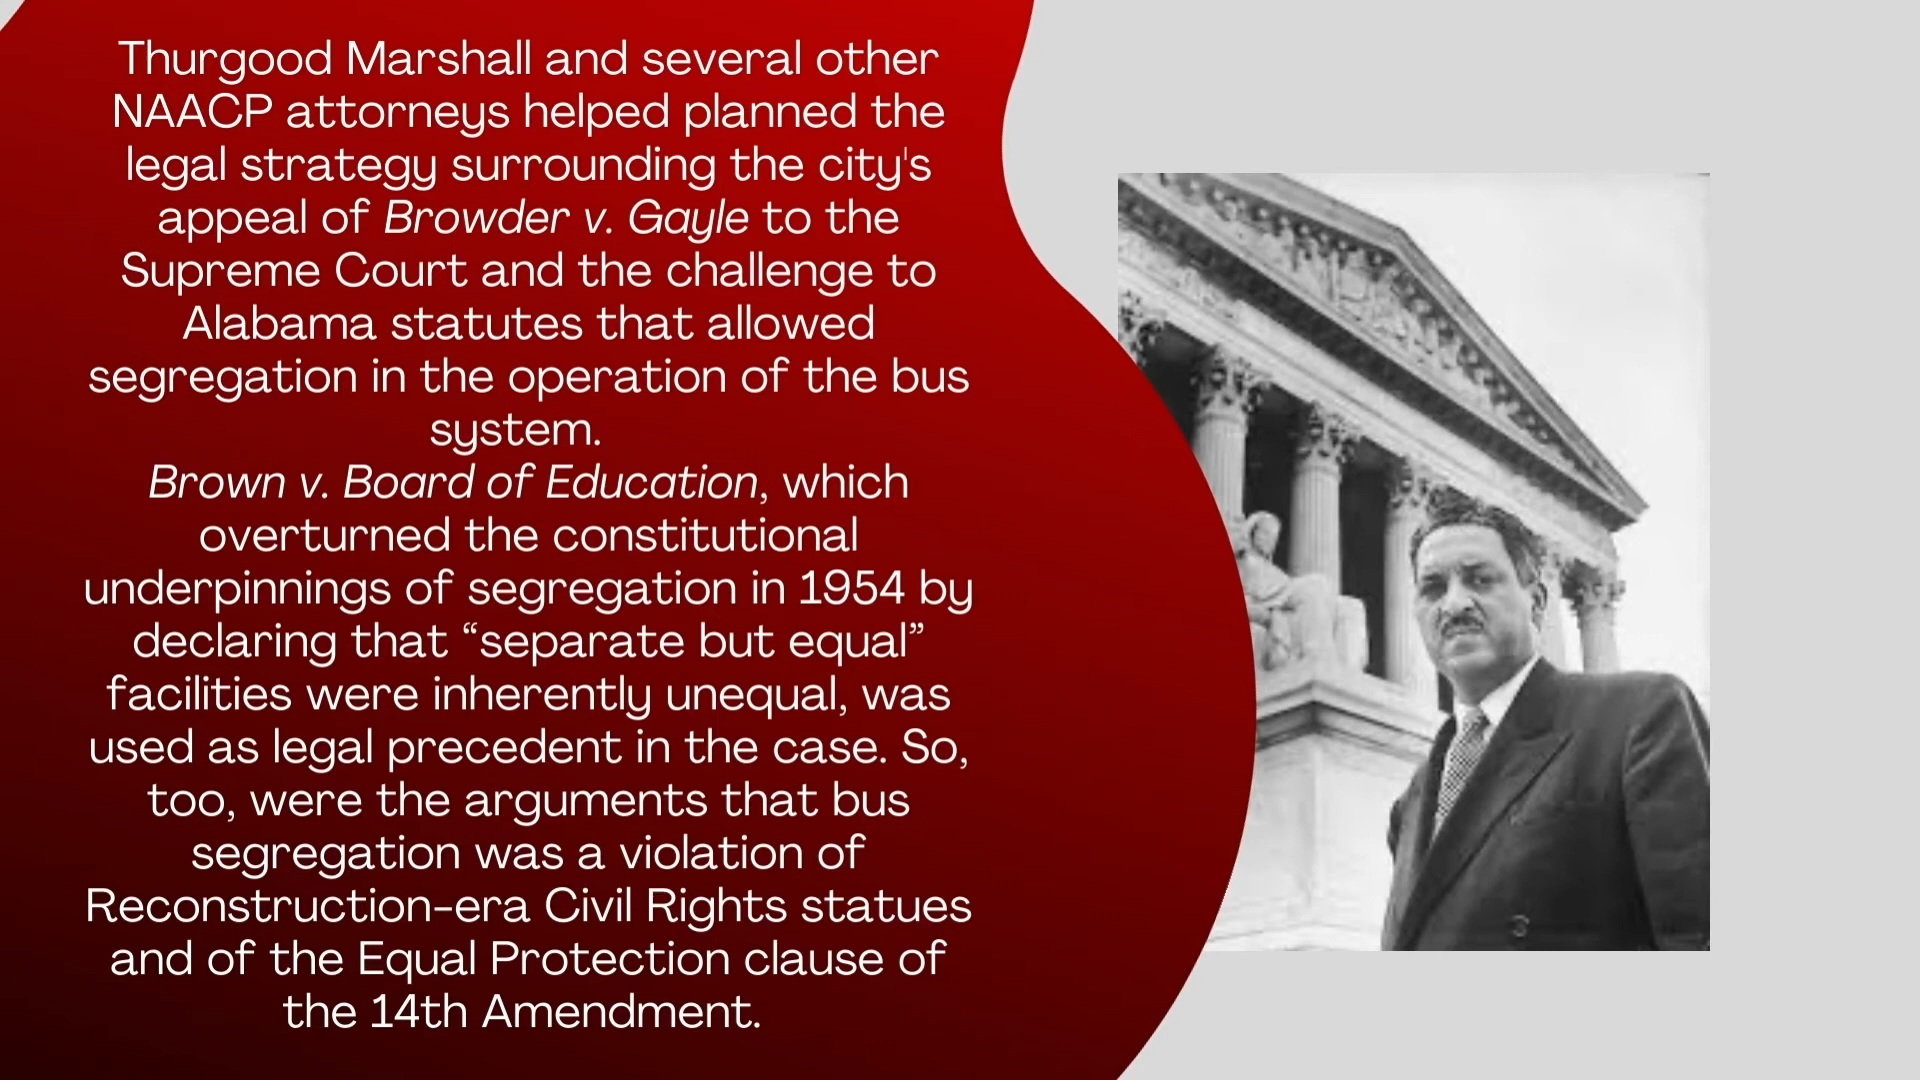 Thurgood Marshall and several other
NAACP attorneys helped planned the
legal strategy surrounding the city's
appeal of Browder v. Gayle to the
Supreme Court and the challenge to
Alabama statutes that allowed
segregation in the operation of the bus
system.
Brown v. Board of Education, which
overturned the constitutional
underpinnings of segregation in 1954 by
declaring that “separate but equal”
facilities were inherently unequal, was
used as legal precedent in the case. So,
too, were the arguments that bus
segregation was a violation of
Reconstruction-era Civil Rights statues
and of the Equal Protection clause of
the 14th Amendment.